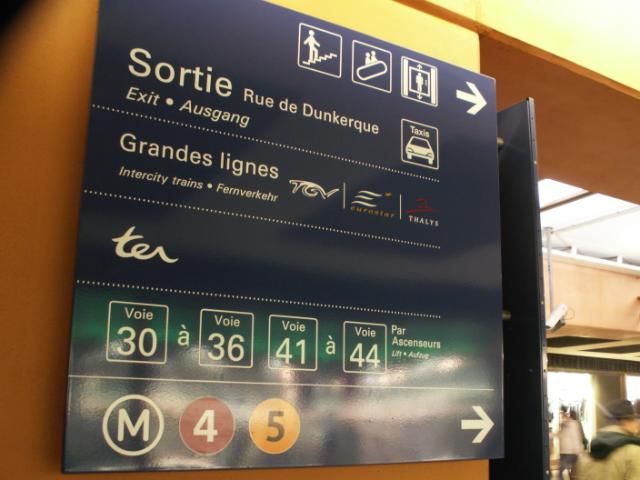 Sortie Rue de Dunkerque
Exit • Ausgang
Taxis
Grandes lignes
Intercity trains • Fernverkehr
TGV eurostar THALYS
ter
Voie 30 à Voie 36 Voie 41 à Voie 44 Par Ascenseurs
Lift • Aufzug
M 4 5